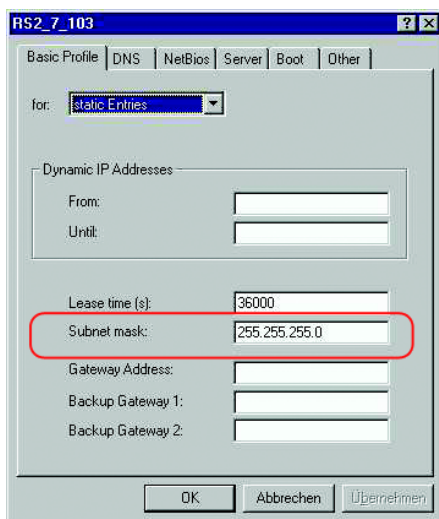 RS2_7_103
Basic Profile DNS NetBios Server Boot Other
for: static Entries
Dynamic IP Addresses
From:
Until:
Lease time (s): 36000
Subnet mask: 255.255.255.0
Gateway Address:
Backup Gateway 1:
Backup Gateway 2:
OK Abbrechen Übernehmen